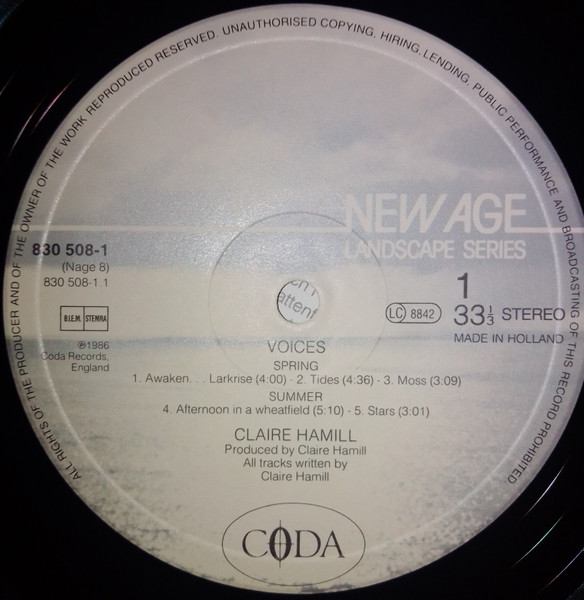 ALL RIGHTS OF THE PRODUCER AND OF THE OWNER OF THE WORK REPRODUCED RESERVED. UNAUTHORISED COPYING, HIRING, LENDING, PUBLIC PERFORMANCE AND BROADCASTING OF THIS RECORD PROHIBITED
NEW AGE
LANDSCAPE SERIES
830 508-1
(Nage 8)
830 508-1.1
1
LC 8842
33 1/3 STEREO
MADE IN HOLLAND
B.I.E.M. STEMRA
℗1986
Coda Records,
England
VOICES
SPRING
1. Awaken. . . Larkrise (4:00) - 2. Tides (4:36) - 3. Moss (3.09)
SUMMER
4. Afternoon in a wheatfield (5:10) - 5. Stars (3:01)
CLAIRE HAMILL
Produced by Claire Hamill
All tracks written by
Claire Hamill
CODA